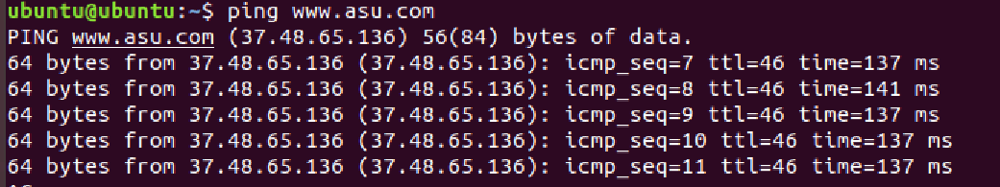 ubuntu@ubuntu:~$ ping www.asu.com
PING www.asu.com (37.48.65.136) 56(84) bytes of data.
64 bytes from 37.48.65.136 (37.48.65.136): icmp_seq=7 ttl=46 time=137 ms
64 bytes from 37.48.65.136 (37.48.65.136): icmp_seq=8 ttl=46 time=141 ms
64 bytes from 37.48.65.136 (37.48.65.136): icmp_seq=9 ttl=46 time=137 ms
64 bytes from 37.48.65.136 (37.48.65.136): icmp_seq=10 ttl=46 time=137 ms
64 bytes from 37.48.65.136 (37.48.65.136): icmp_seq=11 ttl=46 time=137 ms